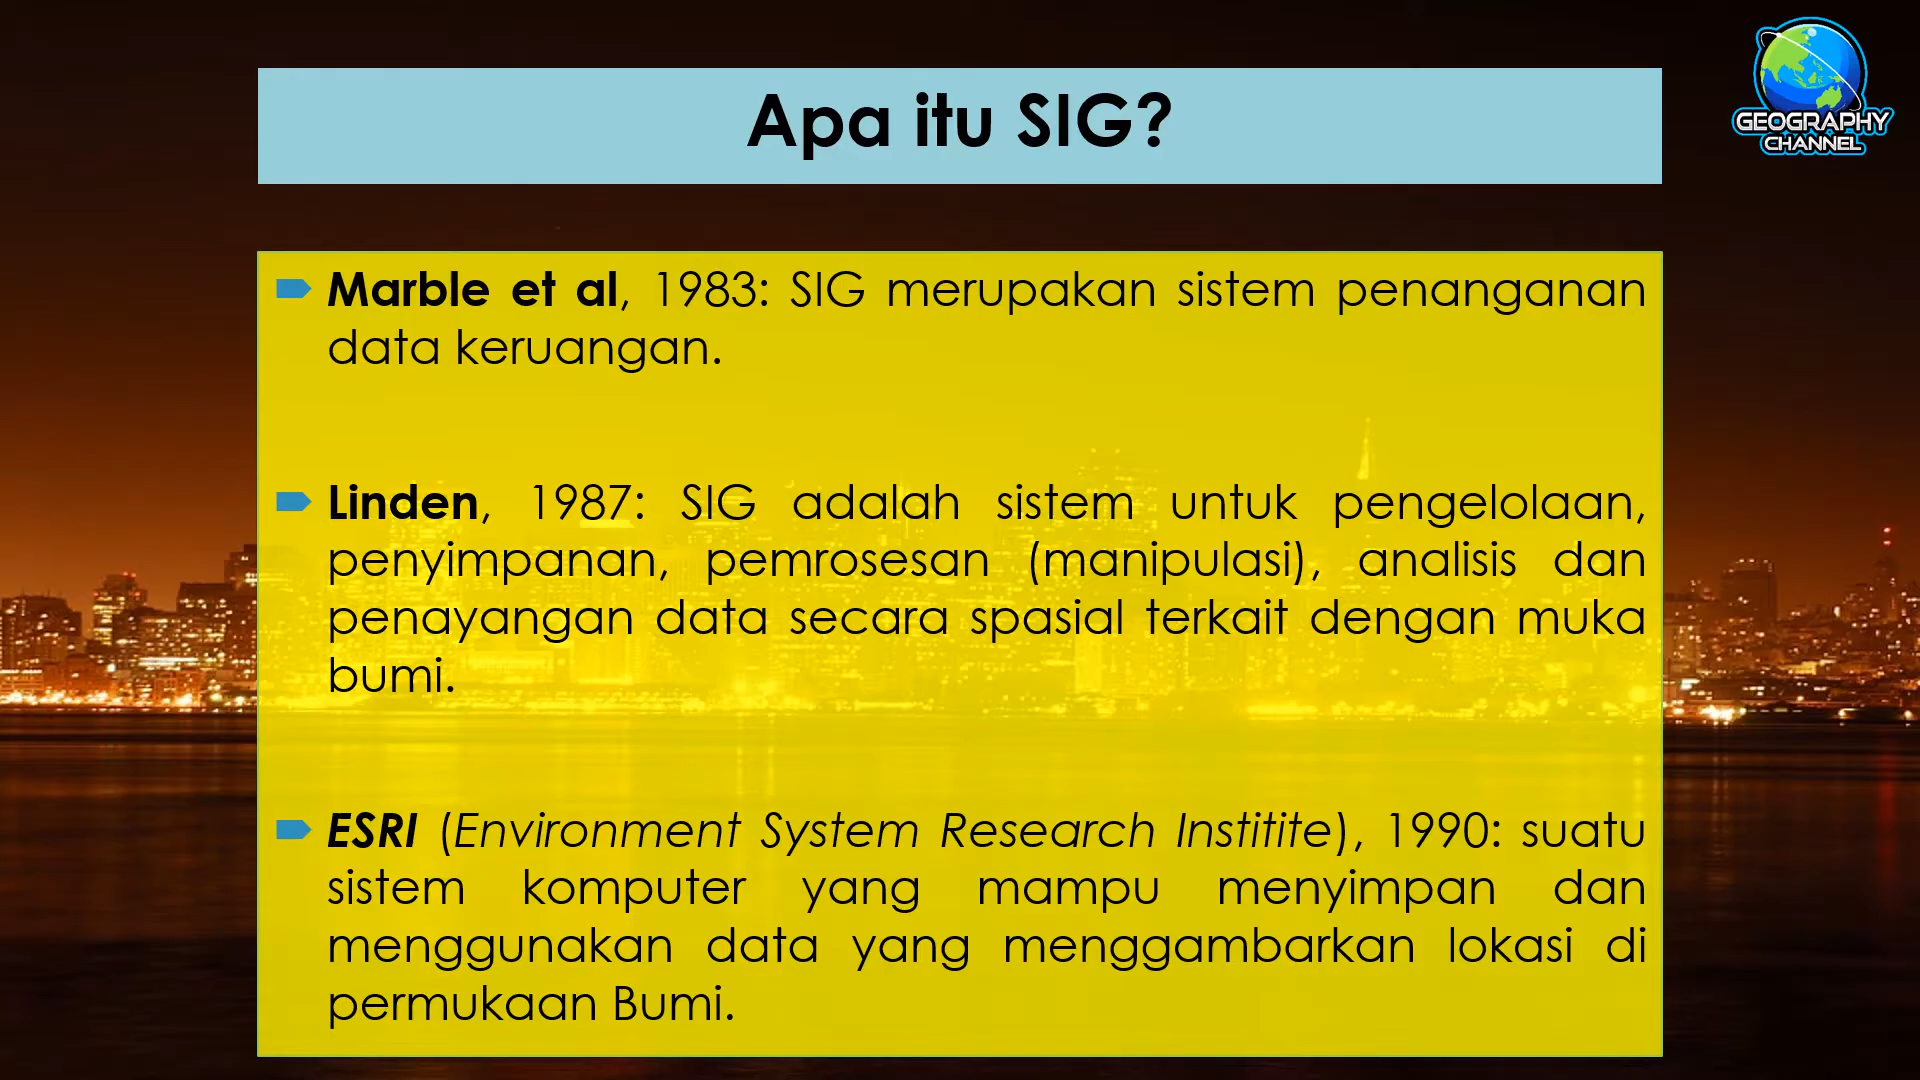 Apa itu SIG?
GEOGRAPHY
CHANNEL
Marble et al, 1983: SIG merupakan sistem penanganan
data keruangan.
Linden, 1987: SIG adalah sistem untuk pengelolaan,
penyimpanan, pemrosesan (manipulasi), analisis dan
penayangan data secara spasial terkait dengan muka
bumi.
ESRI (Environment System Research Institite), 1990: suatu
sistem komputer yang mampu menyimpan dan
menggunakan data yang menggambarkan lokasi di
permukaan Bumi.